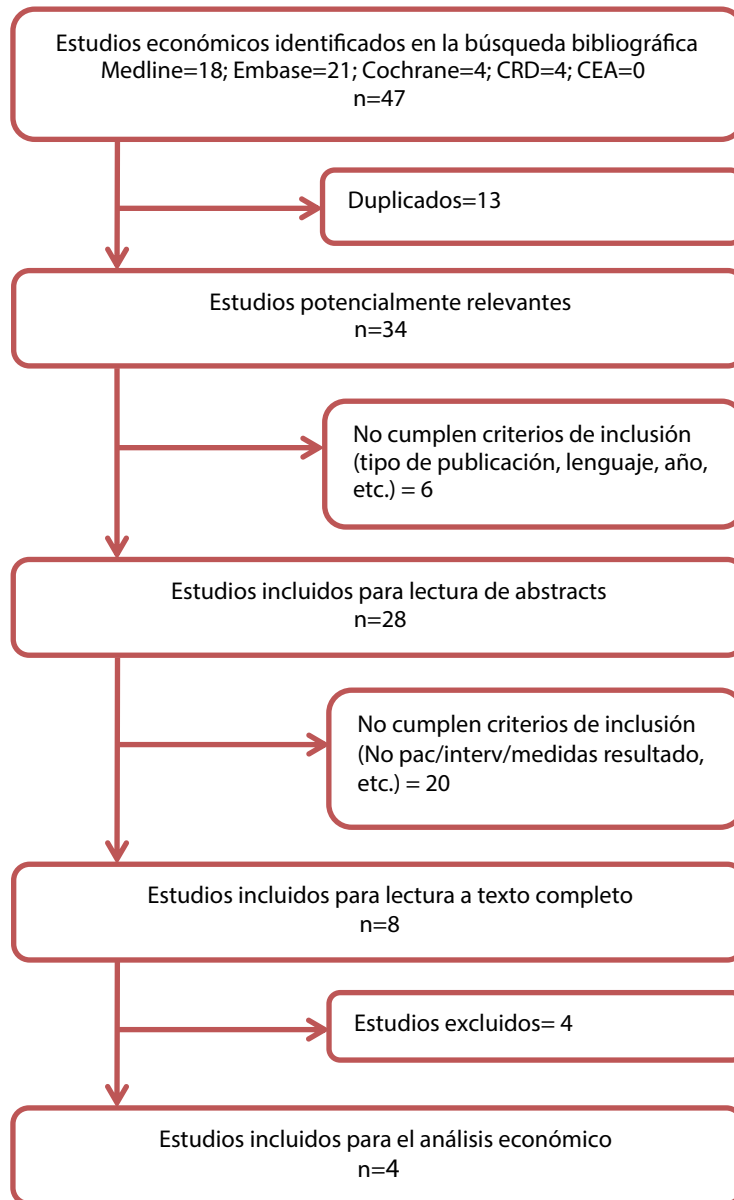 Estudios económicos identificados en la búsqueda bibliográfica
Medline=18; Embase=21; Cochrane=4; CRD=4; CEA=0
n=47
Duplicados=13
Estudios potencialmente relevantes
n=34
No cumplen criterios de inclusión
(tipo de publicación, lenguaje, año,
etc.) = 6
Estudios incluidos para lectura de abstracts
n=28
No cumplen criterios de inclusión
(No pac/interv/medidas resultado,
etc.) = 20
Estudios incluidos para lectura a texto completo
n=8
Estudios excluidos= 4
Estudios incluidos para el análisis económico
n=4